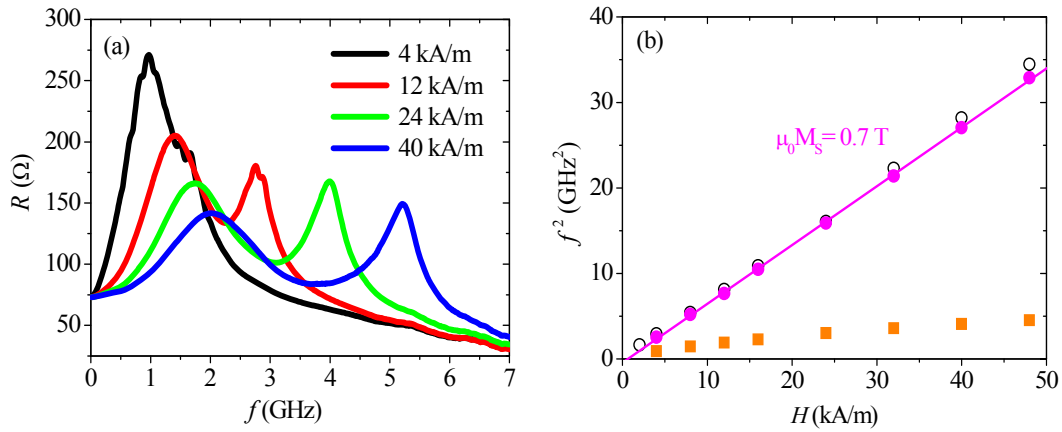 (a)
4 kA/m
12 kA/m
24 kA/m
40 kA/m
300
250
200
150
100
50
R (Ω)
0 1 2 3 4 5 6 7
f (GHz)
(b)
μ₀M_S= 0.7 T
40
30
20
10
0
f ² (GHz²)
0 10 20 30 40 50
H (kA/m)